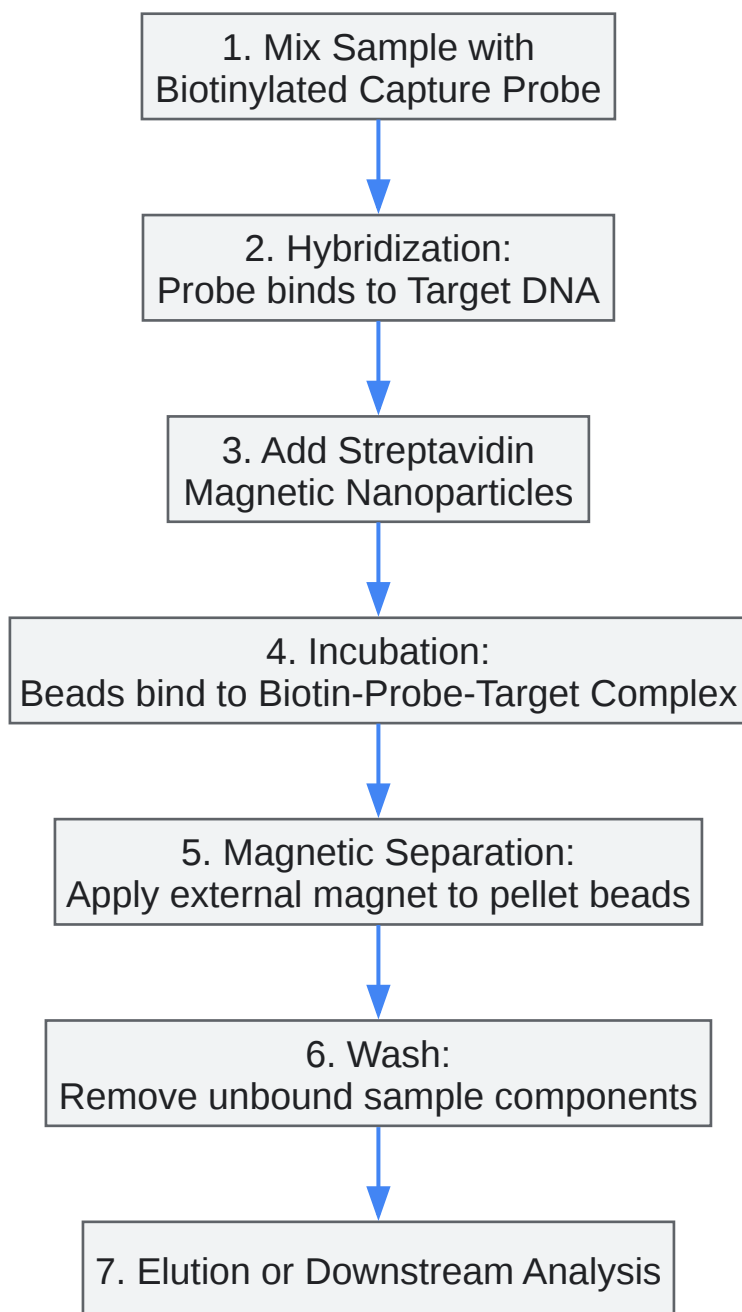 1. Mix Sample with
Biotinylated Capture Probe
2. Hybridization:
Probe binds to Target DNA
3. Add Streptavidin
Magnetic Nanoparticles
4. Incubation:
Beads bind to Biotin-Probe-Target Complex
5. Magnetic Separation:
Apply external magnet to pellet beads
6. Wash:
Remove unbound sample components
7. Elution or Downstream Analysis